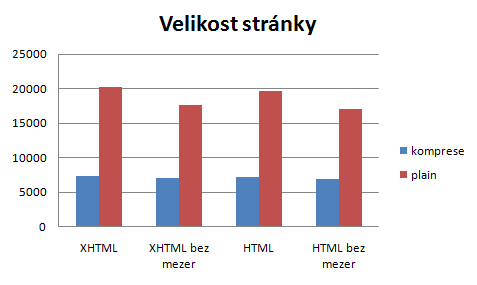 Velikost stránky
25000
20000
15000
10000
5000
0
XHTML
XHTML bez
mezer
HTML
HTML bez
mezer
komprese
plain